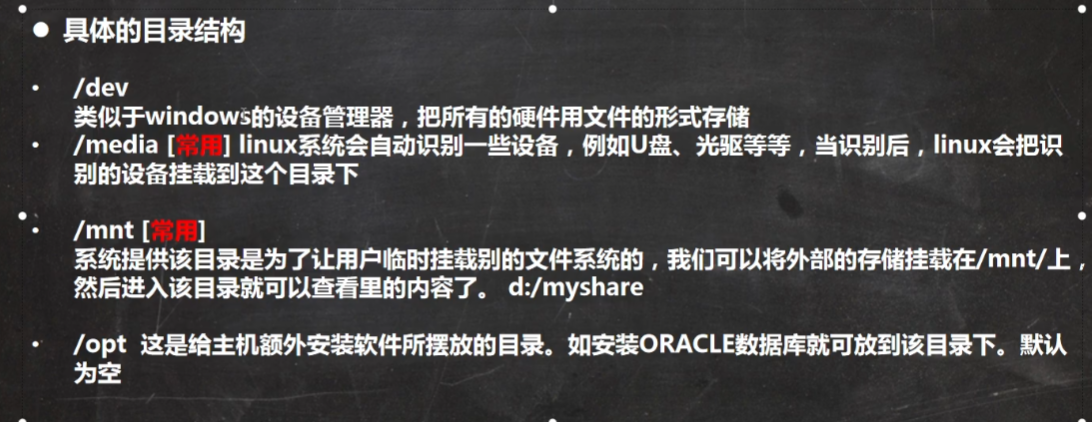 ● 具体的目录结构
• /dev
类似于windows的设备管理器，把所有的硬件用文件的形式存储
• /media [常用] linux系统会自动识别一些设备，例如U盘、光驱等等，当识别后，linux会把识
别的设备挂载到这个目录下
• /mnt [常用]
系统提供该目录是为了让用户临时挂载别的文件系统的，我们可以将外部的存储挂载在/mnt/上，
然后进入该目录就可以查看里的内容了。 d:/myshare
• /opt 这是给主机额外安装软件所摆放的目录。如安装ORACLE数据库就可放到该目录下。默认
为空